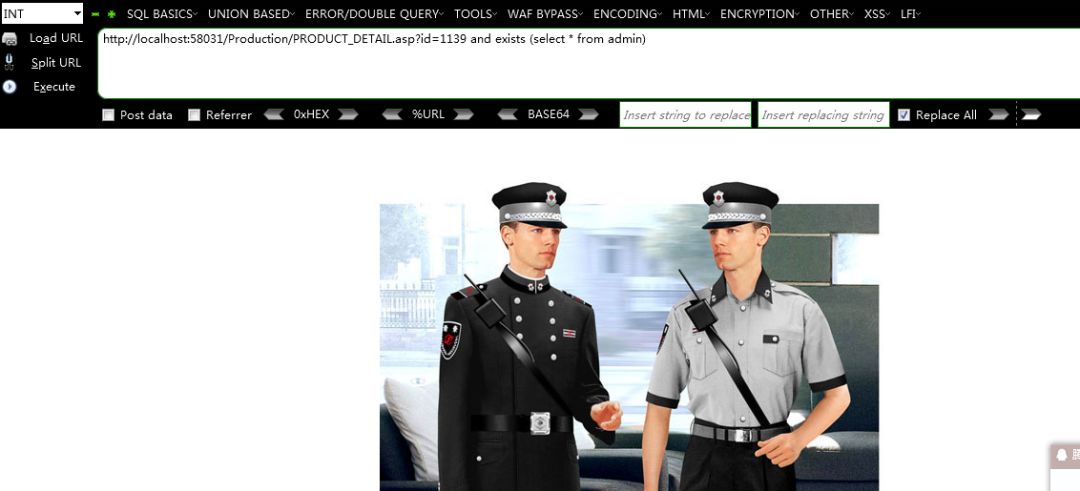 INT SQL BASICS UNION BASED ERROR/DOUBLE QUERY TOOLS WAF BYPASS ENCODING HTML ENCRYPTION OTHER XSS LFI
Load URL http://localhost:58031/Production/PRODUCT_DETAIL.asp?id=1139 and exists (select * from admin)
Split URL
Execute
Post data Referrer 0xHEX %URL BASE64 Insert string to replace Insert replacing string Replace All